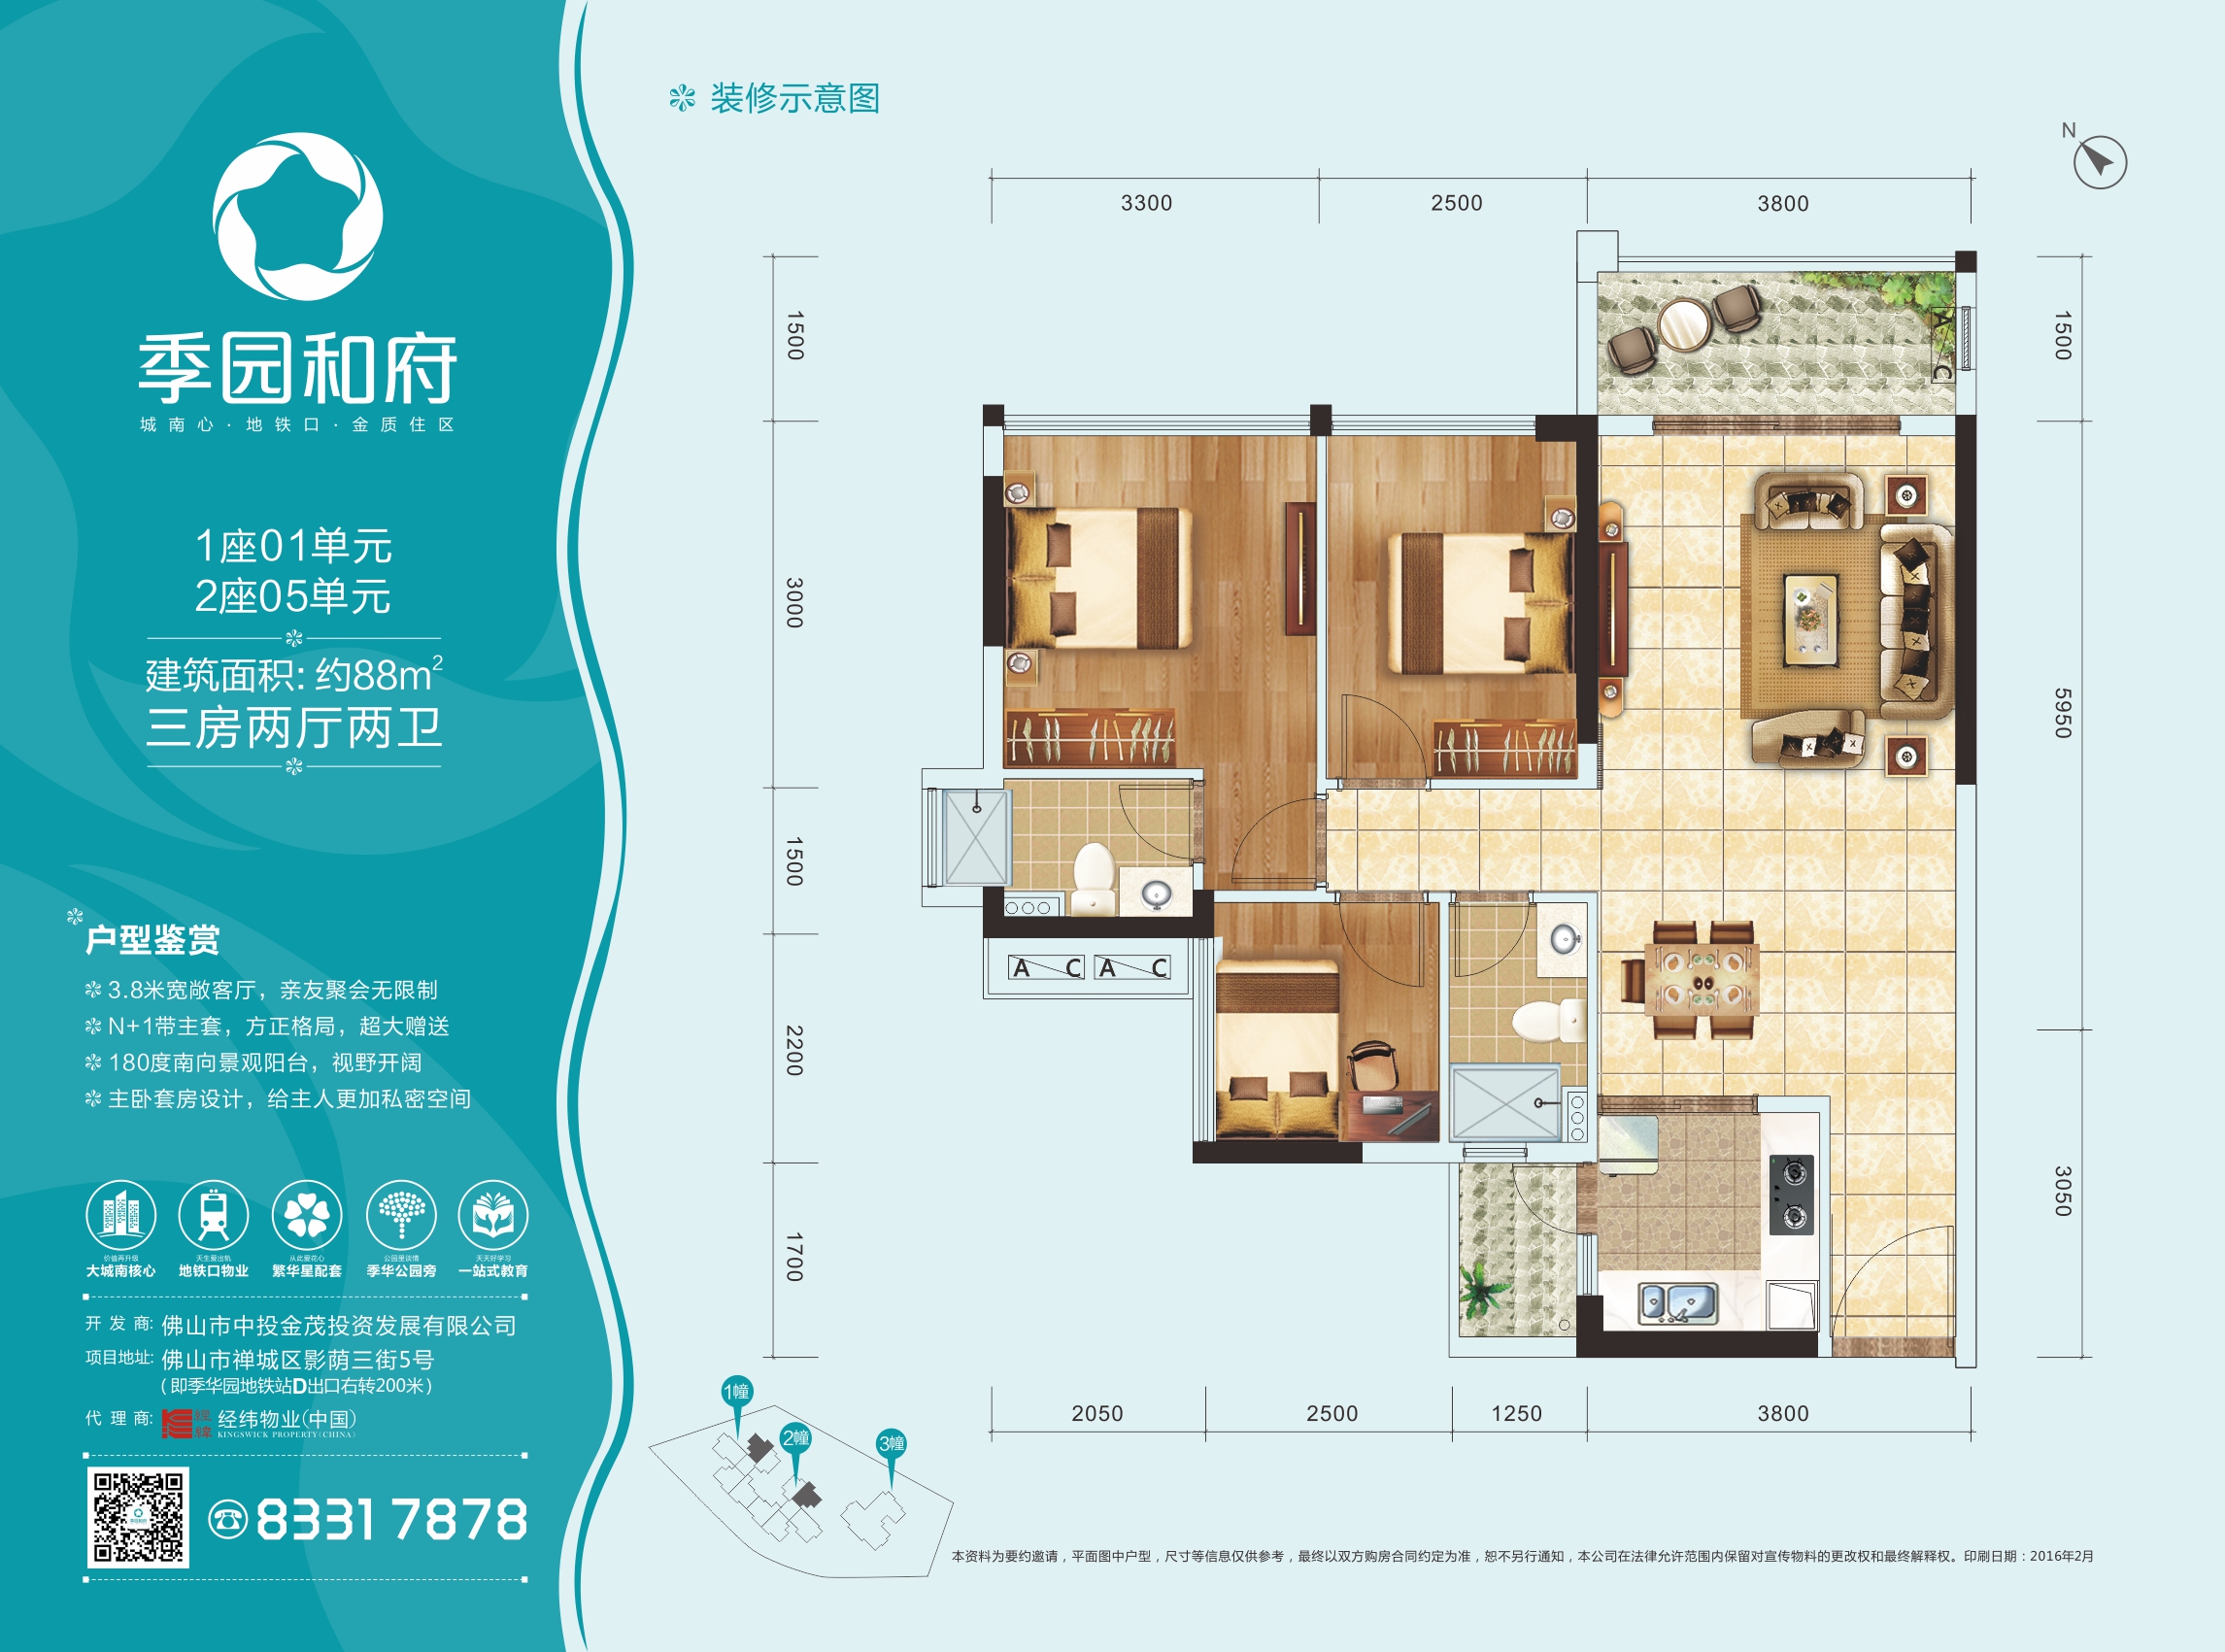 季园和府
城南心·地铁口·金质住区
1座01单元
2座05单元
建筑面积: 约88m²
三房两厅两卫
户型鉴赏
3.8米宽敞客厅，亲友聚会无限制
N+1带主套，方正格局，超大赠送
180度南向景观阳台，视野开阔
主卧套房设计，给主人更加私密空间
价值再升级 天生爱出轨 从此爱花心 公园里谈情 天天好学习
大城南核心 地铁口物业 繁华星配套 季华公园旁 一站式教育
开发商: 佛山市中投金茂投资发展有限公司
项目地址: 佛山市禅城区影荫三街5号
(即季华园地铁站D出口右转200米)
代理商: 經緯 经纬物业(中国)
KINGSWICK PROPERTY(CHINA)
83317878
装修示意图
N
3300 2500 3800
1500
3000
1500
2200
1700
1500
5950
3050
A C
A C A C
2050 2500 1250 3800
1幢
2幢
3幢
本资料为要约邀请，平面图中户型，尺寸等信息仅供参考，最终以双方购房合同约定为准，恕不另行通知，本公司在法律允许范围内保留对宣传物料的更改权和最终解释权。印刷日期：2016年2月